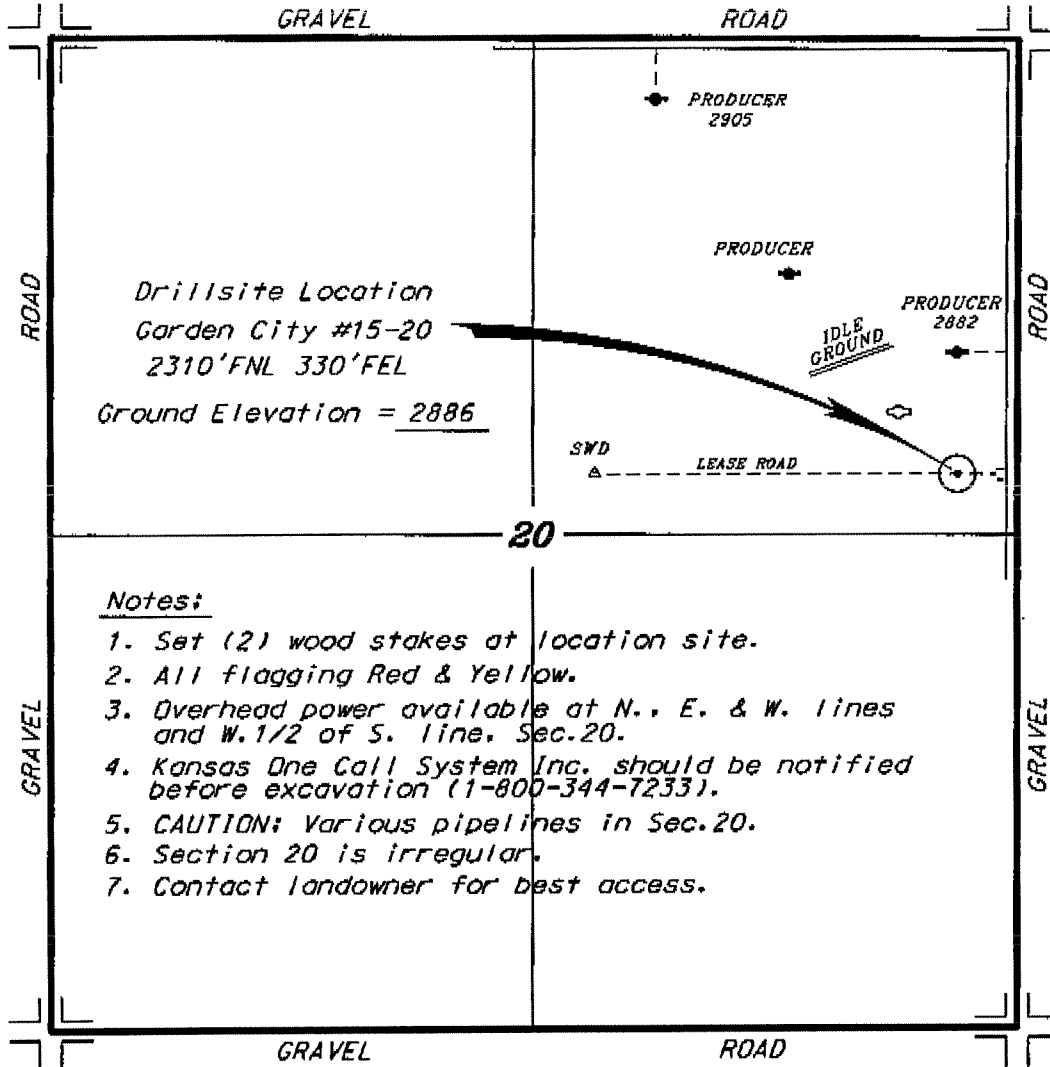 GRAVEL ROAD
PRODUCER
2905
PRODUCER
ROAD
ROAD
Drillsite Location
Garden City #15-20
2310'FNL 330'FEL
Ground Elevation = 2886
PRODUCER
2882
IDLE
GROUND
SWD
LEASE ROAD
20
Notes:
1. Set (2) wood stakes at location site.
2. All flagging Red & Yellow.
3. Overhead power available at N., E. & W. lines
and W.1/2 of S. line, Sec.20.
4. Kansas One Call System Inc. should be notified
before excavation (1-800-344-7233).
5. CAUTION: Various pipelines in Sec.20.
6. Section 20 is irregular.
7. Contact landowner for best access.
GRAVEL
GRAVEL
GRAVEL ROAD